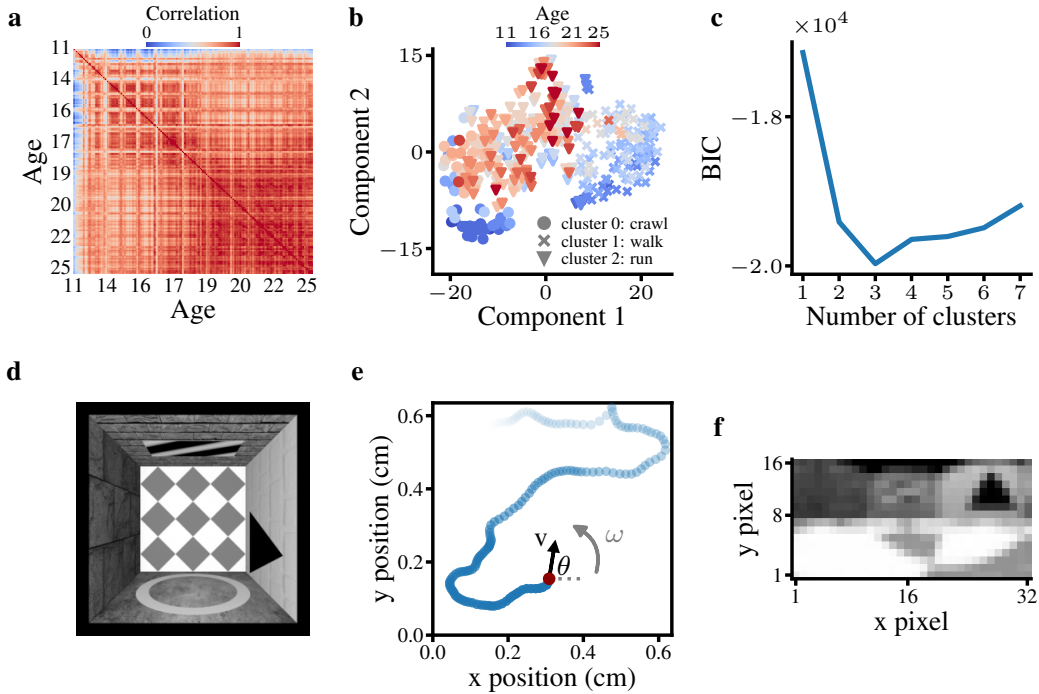 a
Correlation
0 1
11
14
16
17
19
20
22
25
Age
11 14 16 17 19 20 22 25
Age
b
Age
11 16 21 25
15
0
−15
Component 2
cluster 0: crawl
cluster 1: walk
cluster 2: run
−20 0 20
Component 1
c
×10⁴
−1.8
−2.0
BIC
1 2 3 4 5 6 7
Number of clusters
d
e
0.6
0.4
0.2
0.0
y position (cm)
v
θ
ω
0.0 0.2 0.4 0.6
x position (cm)
f
16
8
1
y pixel
1 16 32
x pixel